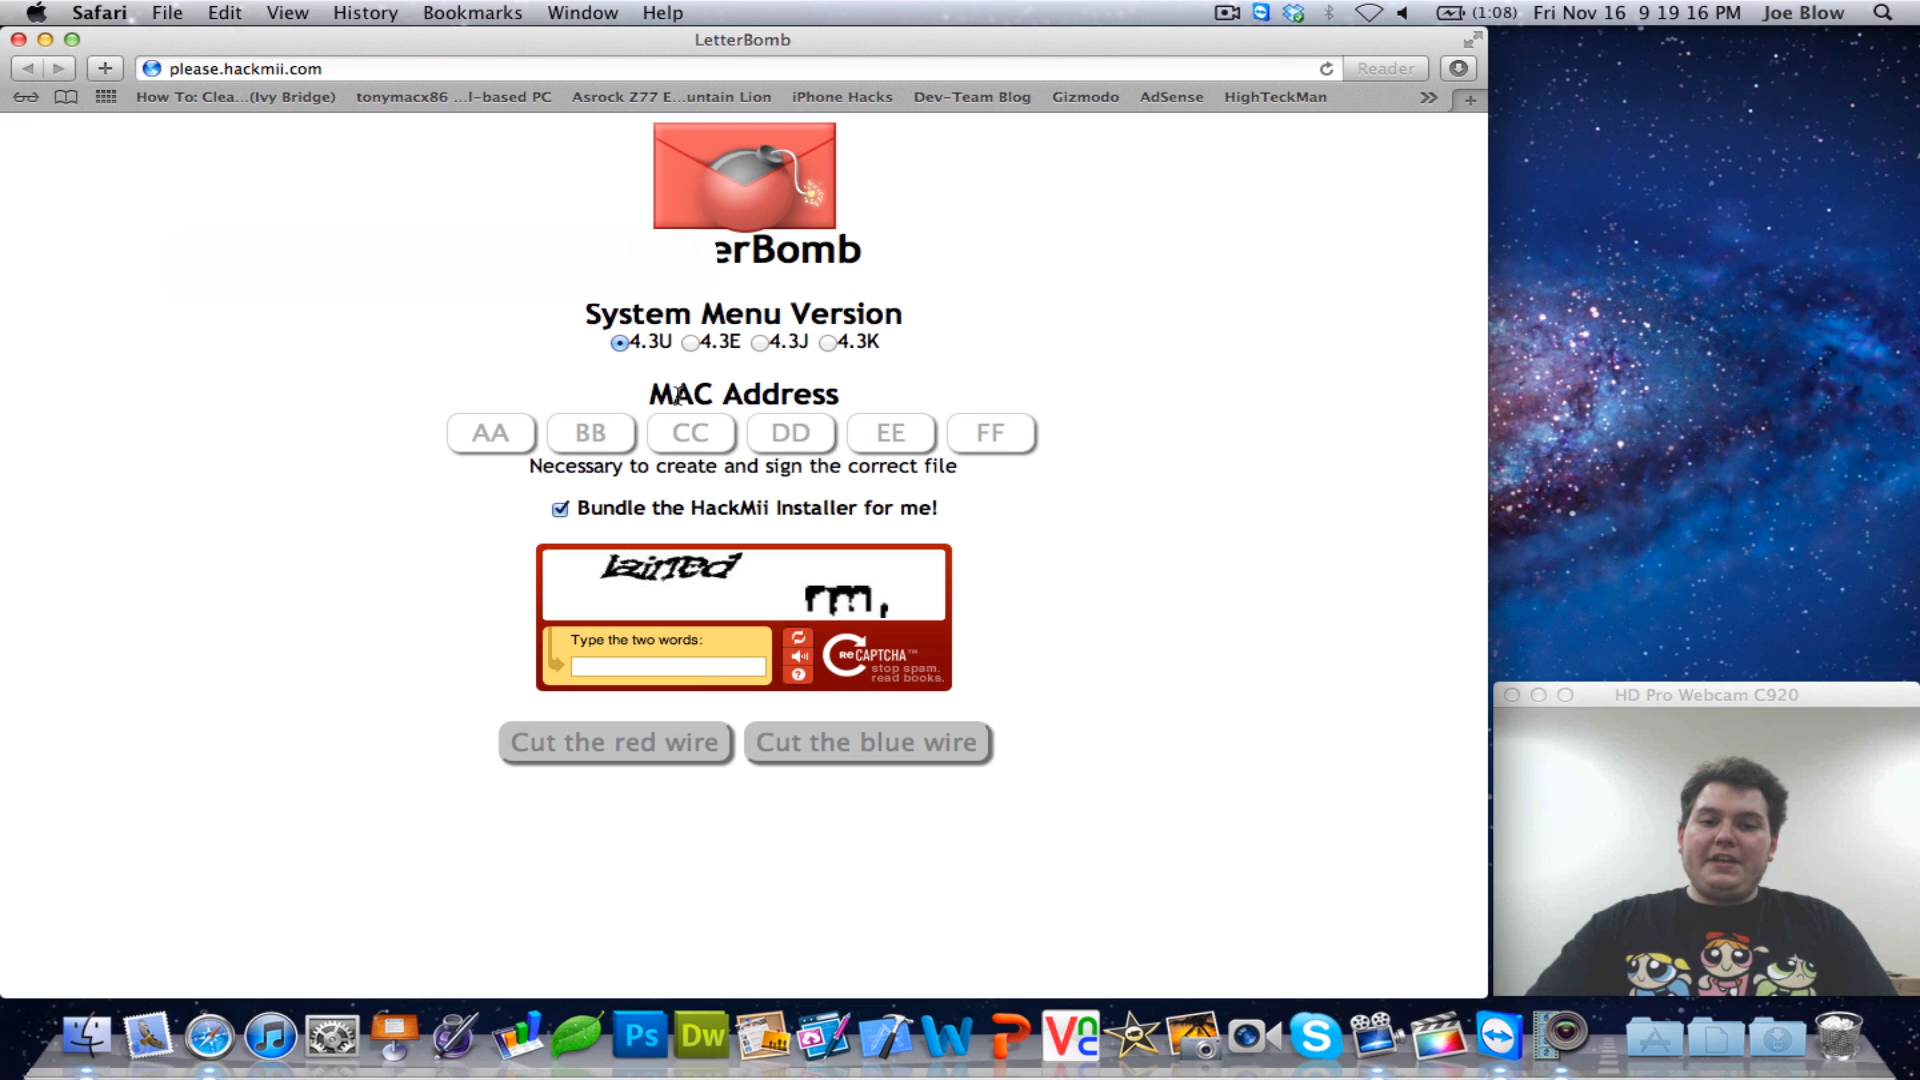 Safari File Edit View History Bookmarks Window Help (1:08) Fri Nov 16 9 19 16 PM Joe Blow
LetterBomb
please.hackmii.com Reader
How To: Clea...(Ivy Bridge) tonymacx86 ...l-based PC Asrock Z77 E...untain Lion iPhone Hacks Dev-Team Blog Gizmodo AdSense HighTeckMan
erBomb
System Menu Version
4.3U 4.3E 4.3J 4.3K
MAC Address
AA BB CC DD EE FF
Necessary to create and sign the correct file
Bundle the HackMii Installer for me!
rm,
Type the two words:
reCAPTCHA™
stop spam.
read books.
Cut the red wire Cut the blue wire
HD Pro Webcam C920
Ps Dw